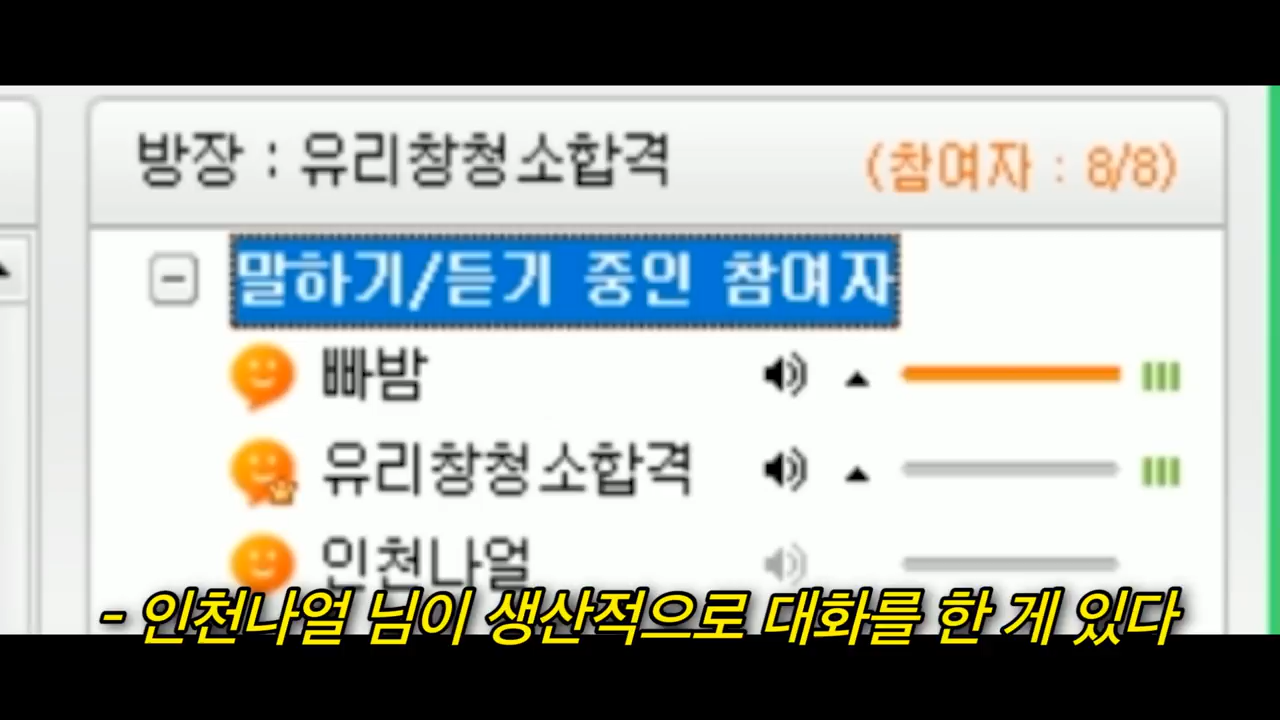 방장 : 유리창청소합격
(참여자 : 8/8)
말하기/듣기 중인 참여자
빠밤
유리창청소합격
인천나얼
- 인천나얼 님이 생산적으로 대화를 한 게 있다